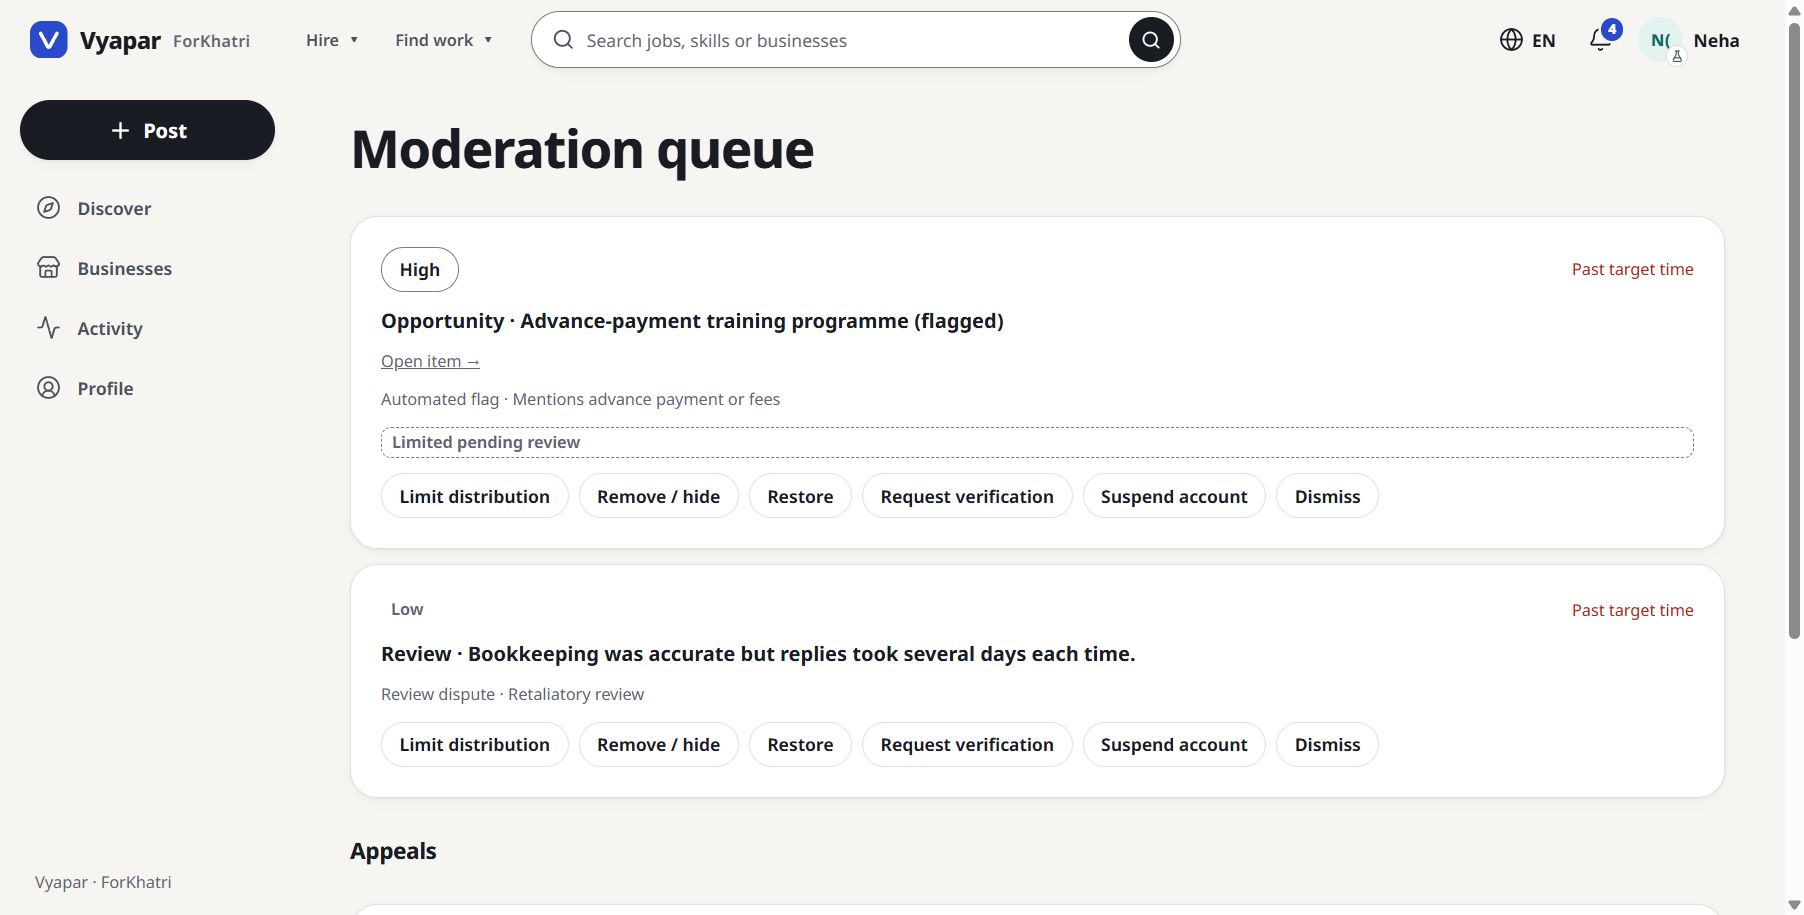 Vyapar ForKhatri
Hire ▼
Find work ▼
Search jobs, skills or businesses
EN
4
N(
Neha
+ Post
Discover
Businesses
Activity
Profile
Vyapar · ForKhatri
Moderation queue
High
Past target time
Opportunity · Advance-payment training programme (flagged)
Open item →
Automated flag · Mentions advance payment or fees
Limited pending review
Limit distribution
Remove / hide
Restore
Request verification
Suspend account
Dismiss
Low
Past target time
Review · Bookkeeping was accurate but replies took several days each time.
Review dispute · Retaliatory review
Limit distribution
Remove / hide
Restore
Request verification
Suspend account
Dismiss
Appeals